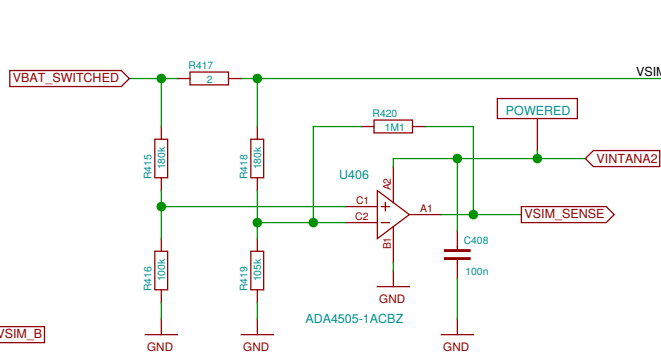 VBAT_SWITCHED
R417
2
VSIM
R420
1M1
POWERED
R415
180k
R418
180k
U406
A2
VINTANA2
C1
C2
A1
VSIM_SENSE
B1
R416
100k
R419
105k
C408
100n
GND
ADA4505-1ACBZ
VSIM_B
GND
GND
GND